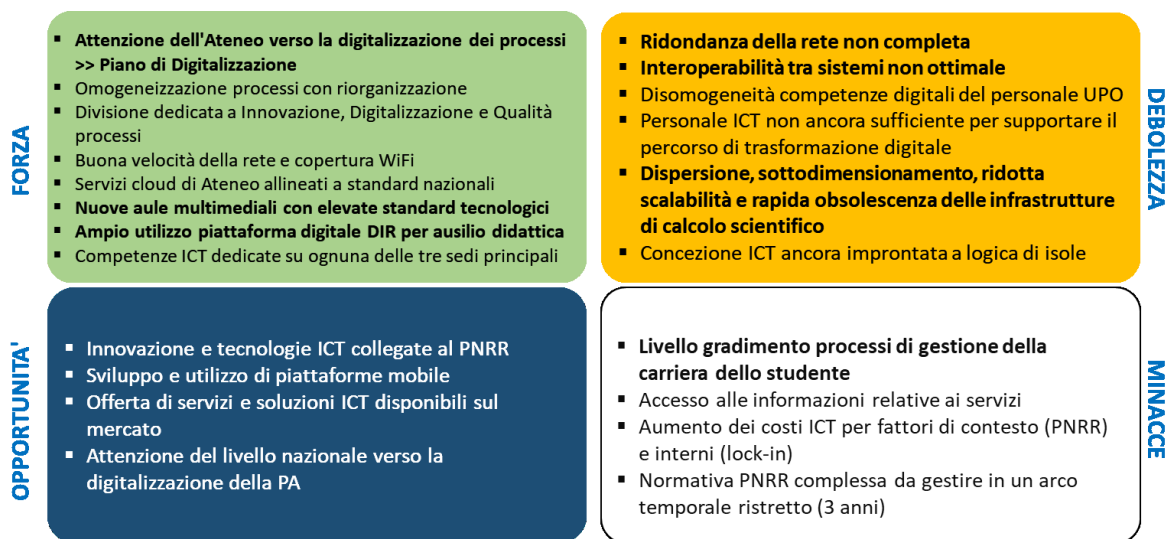 FORZA
▪ Attenzione dell'Ateneo verso la digitalizzazione dei processi
>> Piano di Digitalizzazione
▪ Omogeneizzazione processi con riorganizzazione
▪ Divisione dedicata a Innovazione, Digitalizzazione e Qualità
processi
▪ Buona velocità della rete e copertura WiFi
▪ Servizi cloud di Ateneo allineati a standard nazionali
▪ Nuove aule multimediali con elevate standard tecnologici
▪ Ampio utilizzo piattaforma digitale DIR per ausilio didattica
▪ Competenze ICT dedicate su ognuna delle tre sedi principali
DEBOLEZZA
▪ Ridondanza della rete non completa
▪ Interoperabilità tra sistemi non ottimale
▪ Disomogeneità competenze digitali del personale UPO
▪ Personale ICT non ancora sufficiente per supportare il
percorso di trasformazione digitale
▪ Dispersione, sottodimensionamento, ridotta
scalabilità e rapida obsolescenza delle infrastrutture
di calcolo scientifico
▪ Concezione ICT ancora improntata a logica di isole
OPPORTUNITA'
▪ Innovazione e tecnologie ICT collegate al PNRR
▪ Sviluppo e utilizzo di piattaforme mobile
▪ Offerta di servizi e soluzioni ICT disponibili sul
mercato
▪ Attenzione del livello nazionale verso la
digitalizzazione della PA
MINACCE
▪ Livello gradimento processi di gestione della
carriera dello studente
▪ Accesso alle informazioni relative ai servizi
▪ Aumento dei costi ICT per fattori di contesto (PNRR)
e interni (lock-in)
▪ Normativa PNRR complessa da gestire in un arco
temporale ristretto (3 anni)